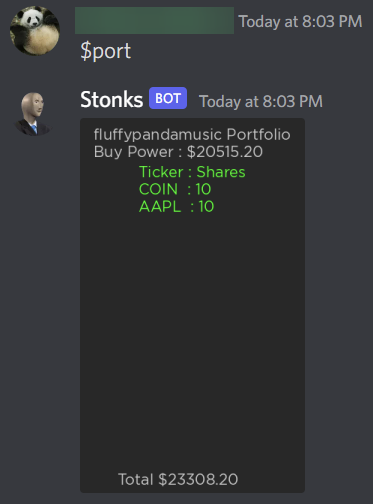 Today at 8:03 PM
$port
Stonks BOT Today at 8:03 PM
fluffypandamusic Portfolio
Buy Power : $20515.20
Ticker : Shares
COIN : 10
AAPL : 10
Total $23308.20